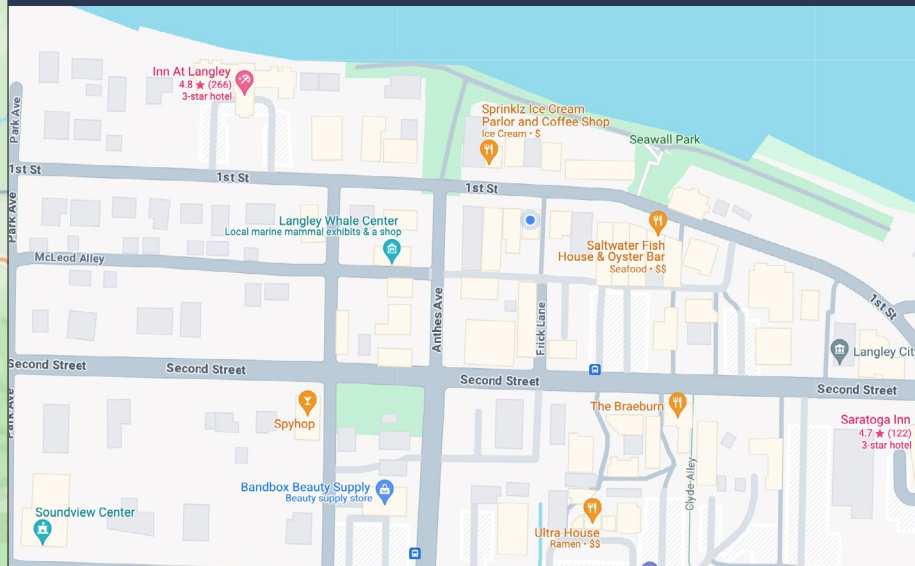 Inn At Langley
4.8 ★ (266)
3-star hotel
Park Ave
Sprinklz Ice Cream
Parlor and Coffee Shop
Ice Cream · $
Seawall Park
1st St
1st St
1st St
Park Ave
Langley Whale Center
Local marine mammal exhibits & a shop
Saltwater Fish
House & Oyster Bar
Seafood · $$
McLeod Alley
1st St
Anthes Ave
Frick Lane
Langley Cit
Second Street
Second Street
Second Street
Second Street
Park Ave
Spyhop
The Braeburn
Saratoga Inn
4.7 ★ (122)
3-star hotel
Clyde Alley
Bandbox Beauty Supply
Beauty supply store
Soundview Center
Ultra House
Ramen · $$